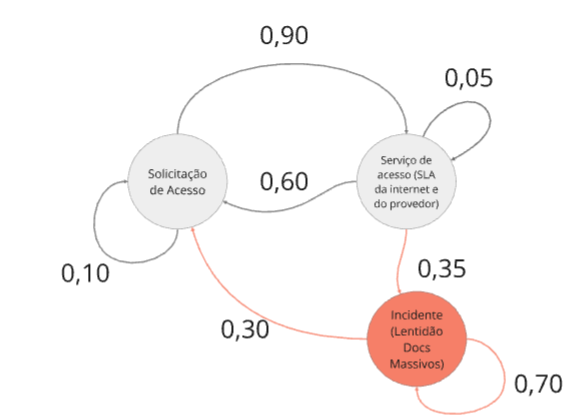 0,90
0,05
Solicitação
de Acesso
Serviço de
acesso (SLA
da internet e
do provedor)
0,60
0,10
0,35
0,30
Incidente
(Lentidão
Docs
Massivos)
0,70